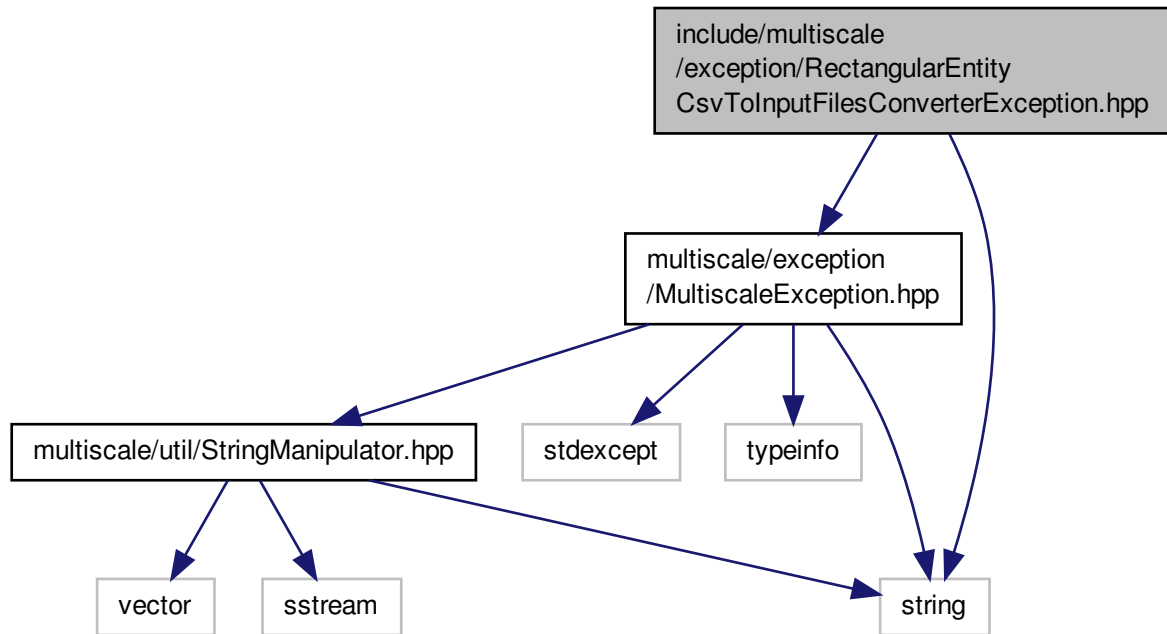 include/multiscale
/exception/RectangularEntity
CsvToInputFilesConverterException.hpp
multiscale/exception
/MultiscaleException.hpp
multiscale/util/StringManipulator.hpp
stdexcept
typeinfo
vector
sstream
string